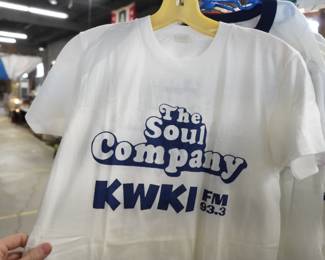 The
Soul
Company
KWKI FM
93.3